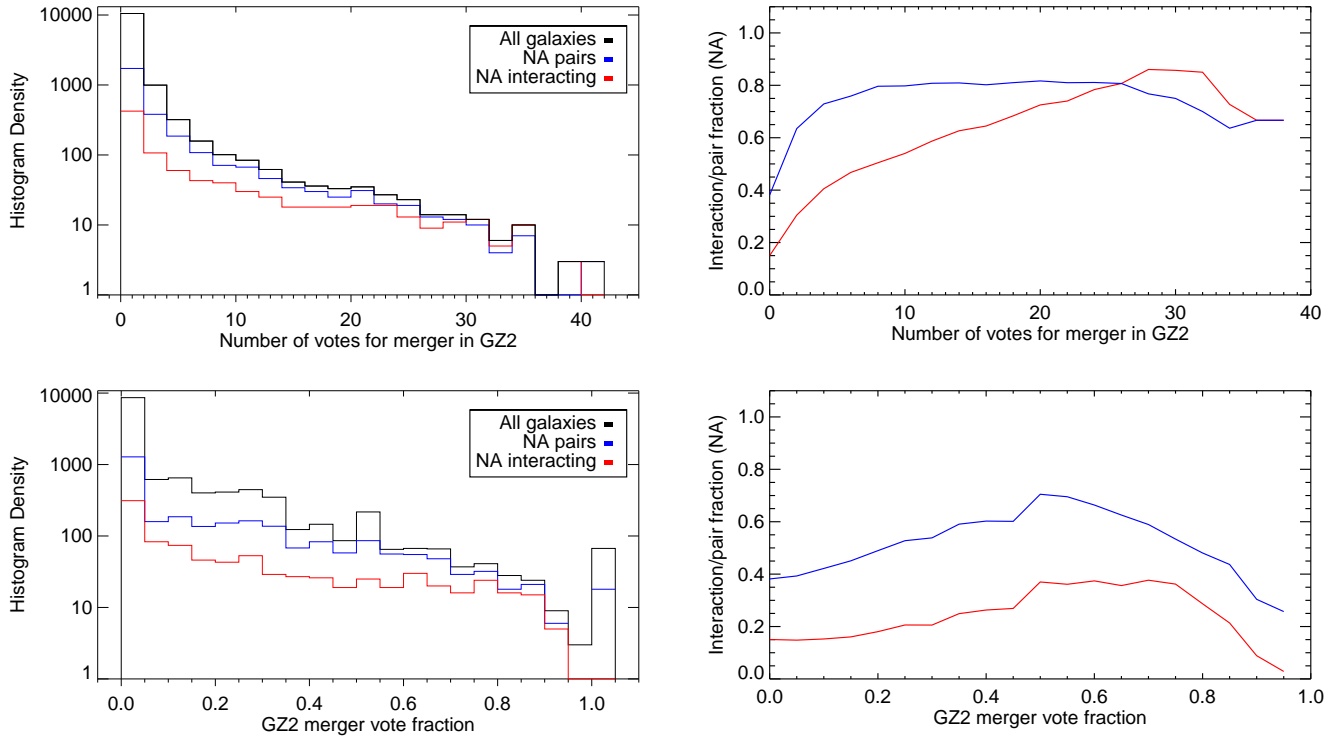 10000
1000
100
10
1
Histogram Density
All galaxies
NA pairs
NA interacting
0 10 20 30 40
Number of votes for merger in GZ2
1.0
0.8
0.6
0.4
0.2
0.0
Interaction/pair fraction (NA)
0 10 20 30 40
Number of votes for merger in GZ2
10000
1000
100
10
1
Histogram Density
All galaxies
NA pairs
NA interacting
0.0 0.2 0.4 0.6 0.8 1.0
GZ2 merger vote fraction
1.0
0.8
0.6
0.4
0.2
0.0
Interaction/pair fraction (NA)
0.0 0.2 0.4 0.6 0.8 1.0
GZ2 merger vote fraction